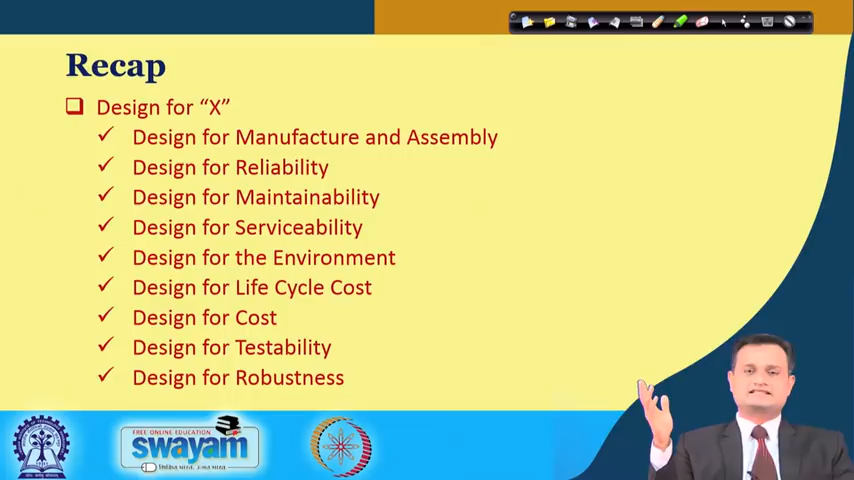 Recap
Design for “X”
Design for Manufacture and Assembly
Design for Reliability
Design for Maintainability
Design for Serviceability
Design for the Environment
Design for Life Cycle Cost
Design for Cost
Design for Testability
Design for Robustness
FREE ONLINE EDUCATION
swayam